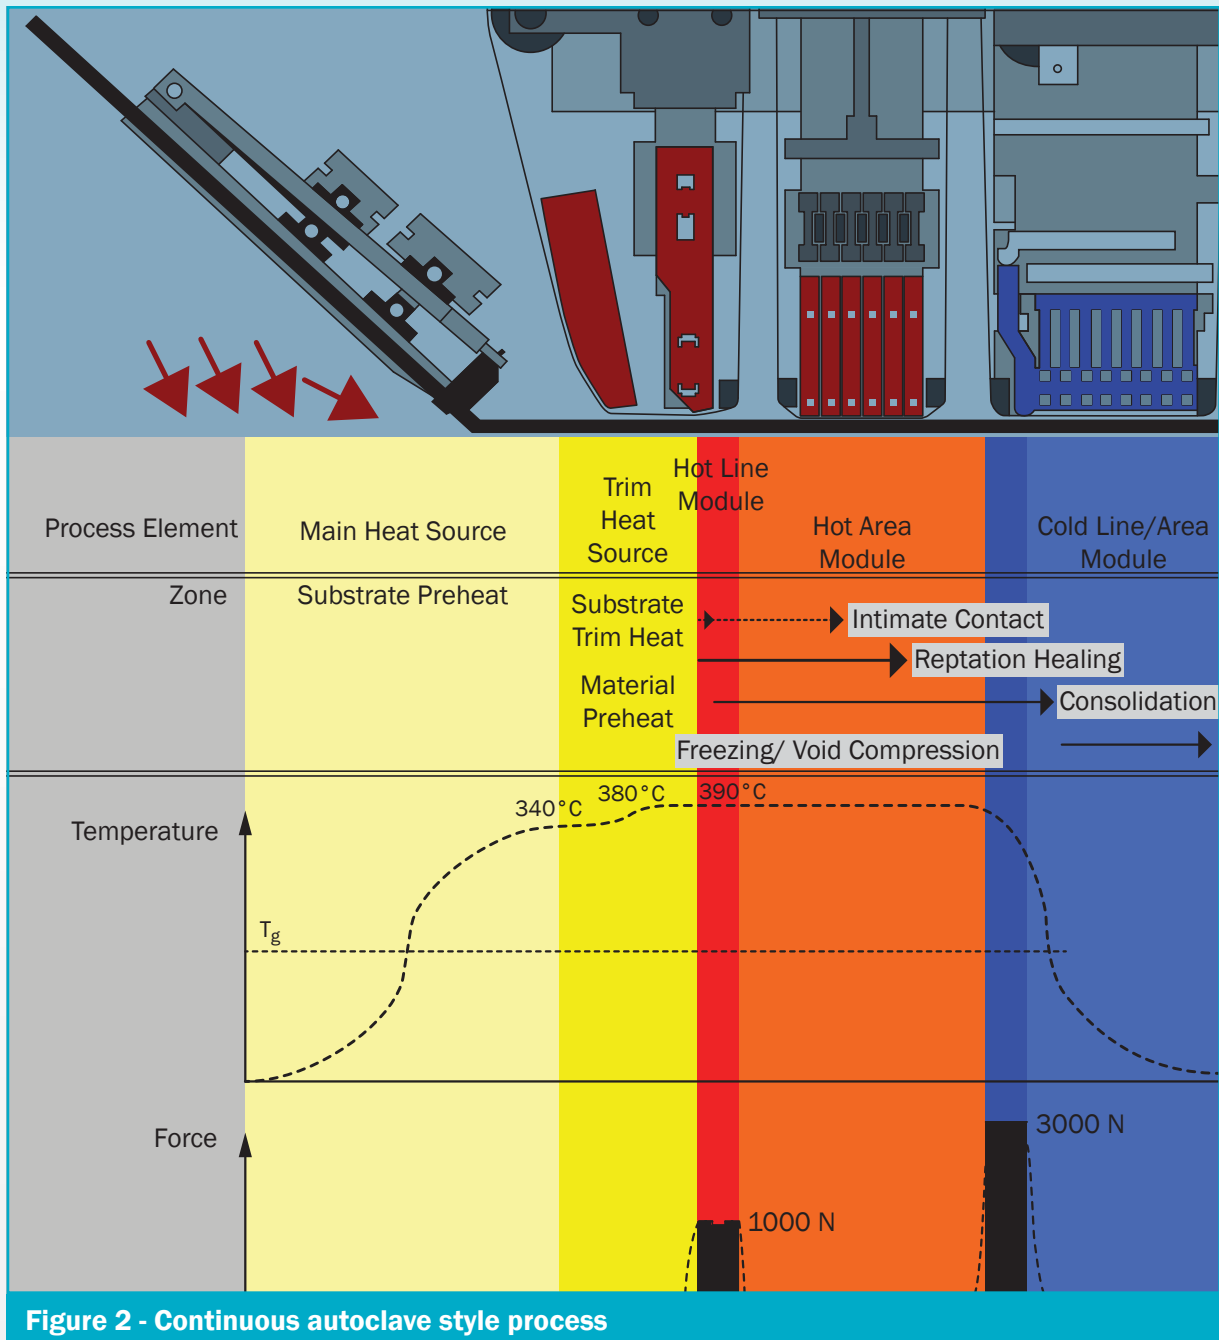 Process Element
Main Heat Source
Trim
Heat
Source
Hot Line
Module
Hot Area
Module
Cold Line/Area
Module
Zone
Substrate Preheat
Substrate
Trim Heat
Material
Preheat
Intimate Contact
Reptation Healing
Consolidation
Freezing/ Void Compression
Temperature
340°C
380°C
390°C
Tg
Force
1000 N
3000 N
Figure 2 - Continuous autoclave style process